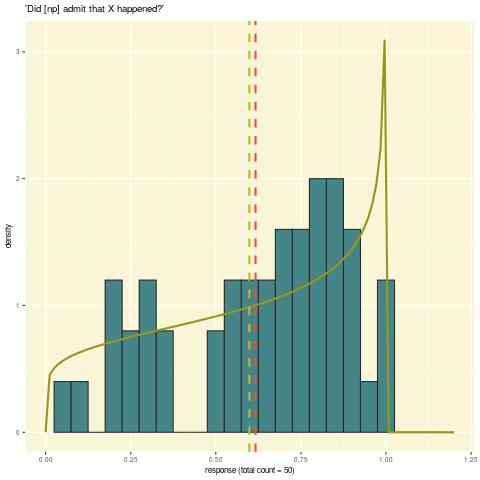 'Did [np] admit that X happened?'
3
2
1
0
density
0.00 0.25 0.50 0.75 1.00 1.25
response (total count = 50)